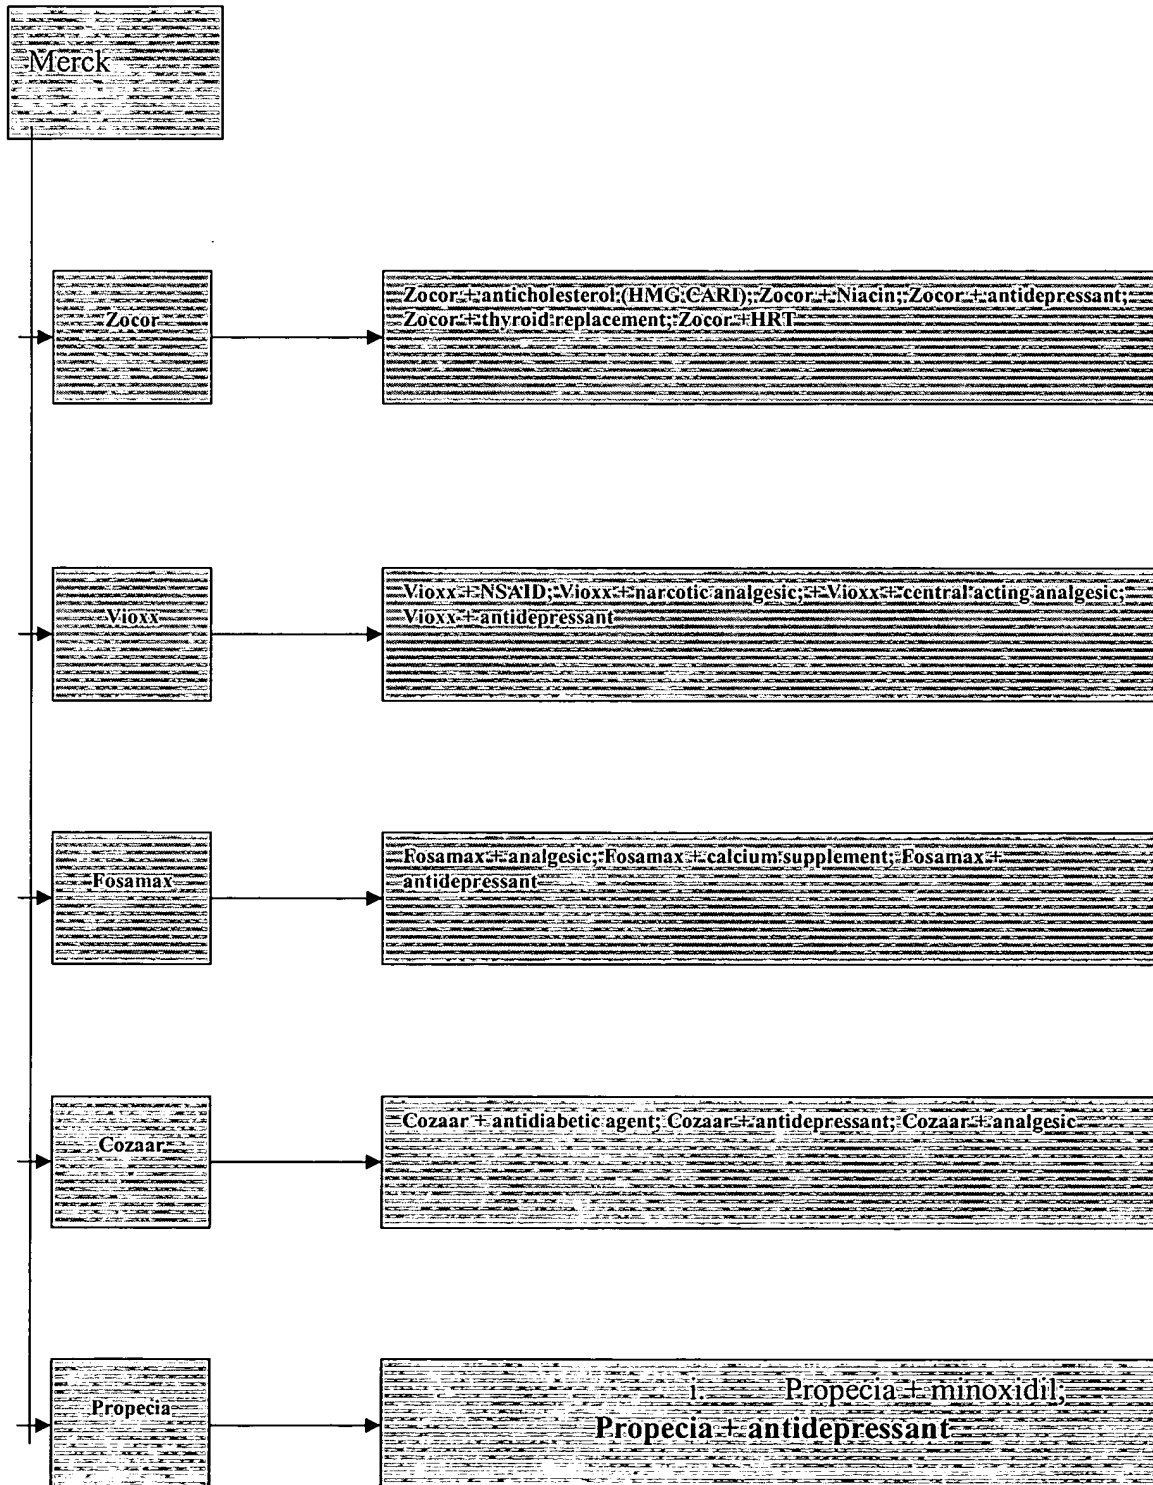 Merck
Zocor
Zocor + anticholesterol (HMG CARI); Zocor + Niacin; Zocor + antidepressant;
Zocor + thyroid replacement; Zocor +HRT
Vioxx
Vioxx + NSAID; Vioxx + narcotic analgesic; + Vioxx + central acting analgesic;
Vioxx + antidepressant
Fosamax
Fosamax + analgesic; Fosamax + calcium supplement; Fosamax +
antidepressant
Cozaar
Cozaar + antidiabetic agent; Cozaar + antidepressant; Cozaar + analgesic
Propecia
i. Propecia + minoxidil;
Propecia + antidepressant